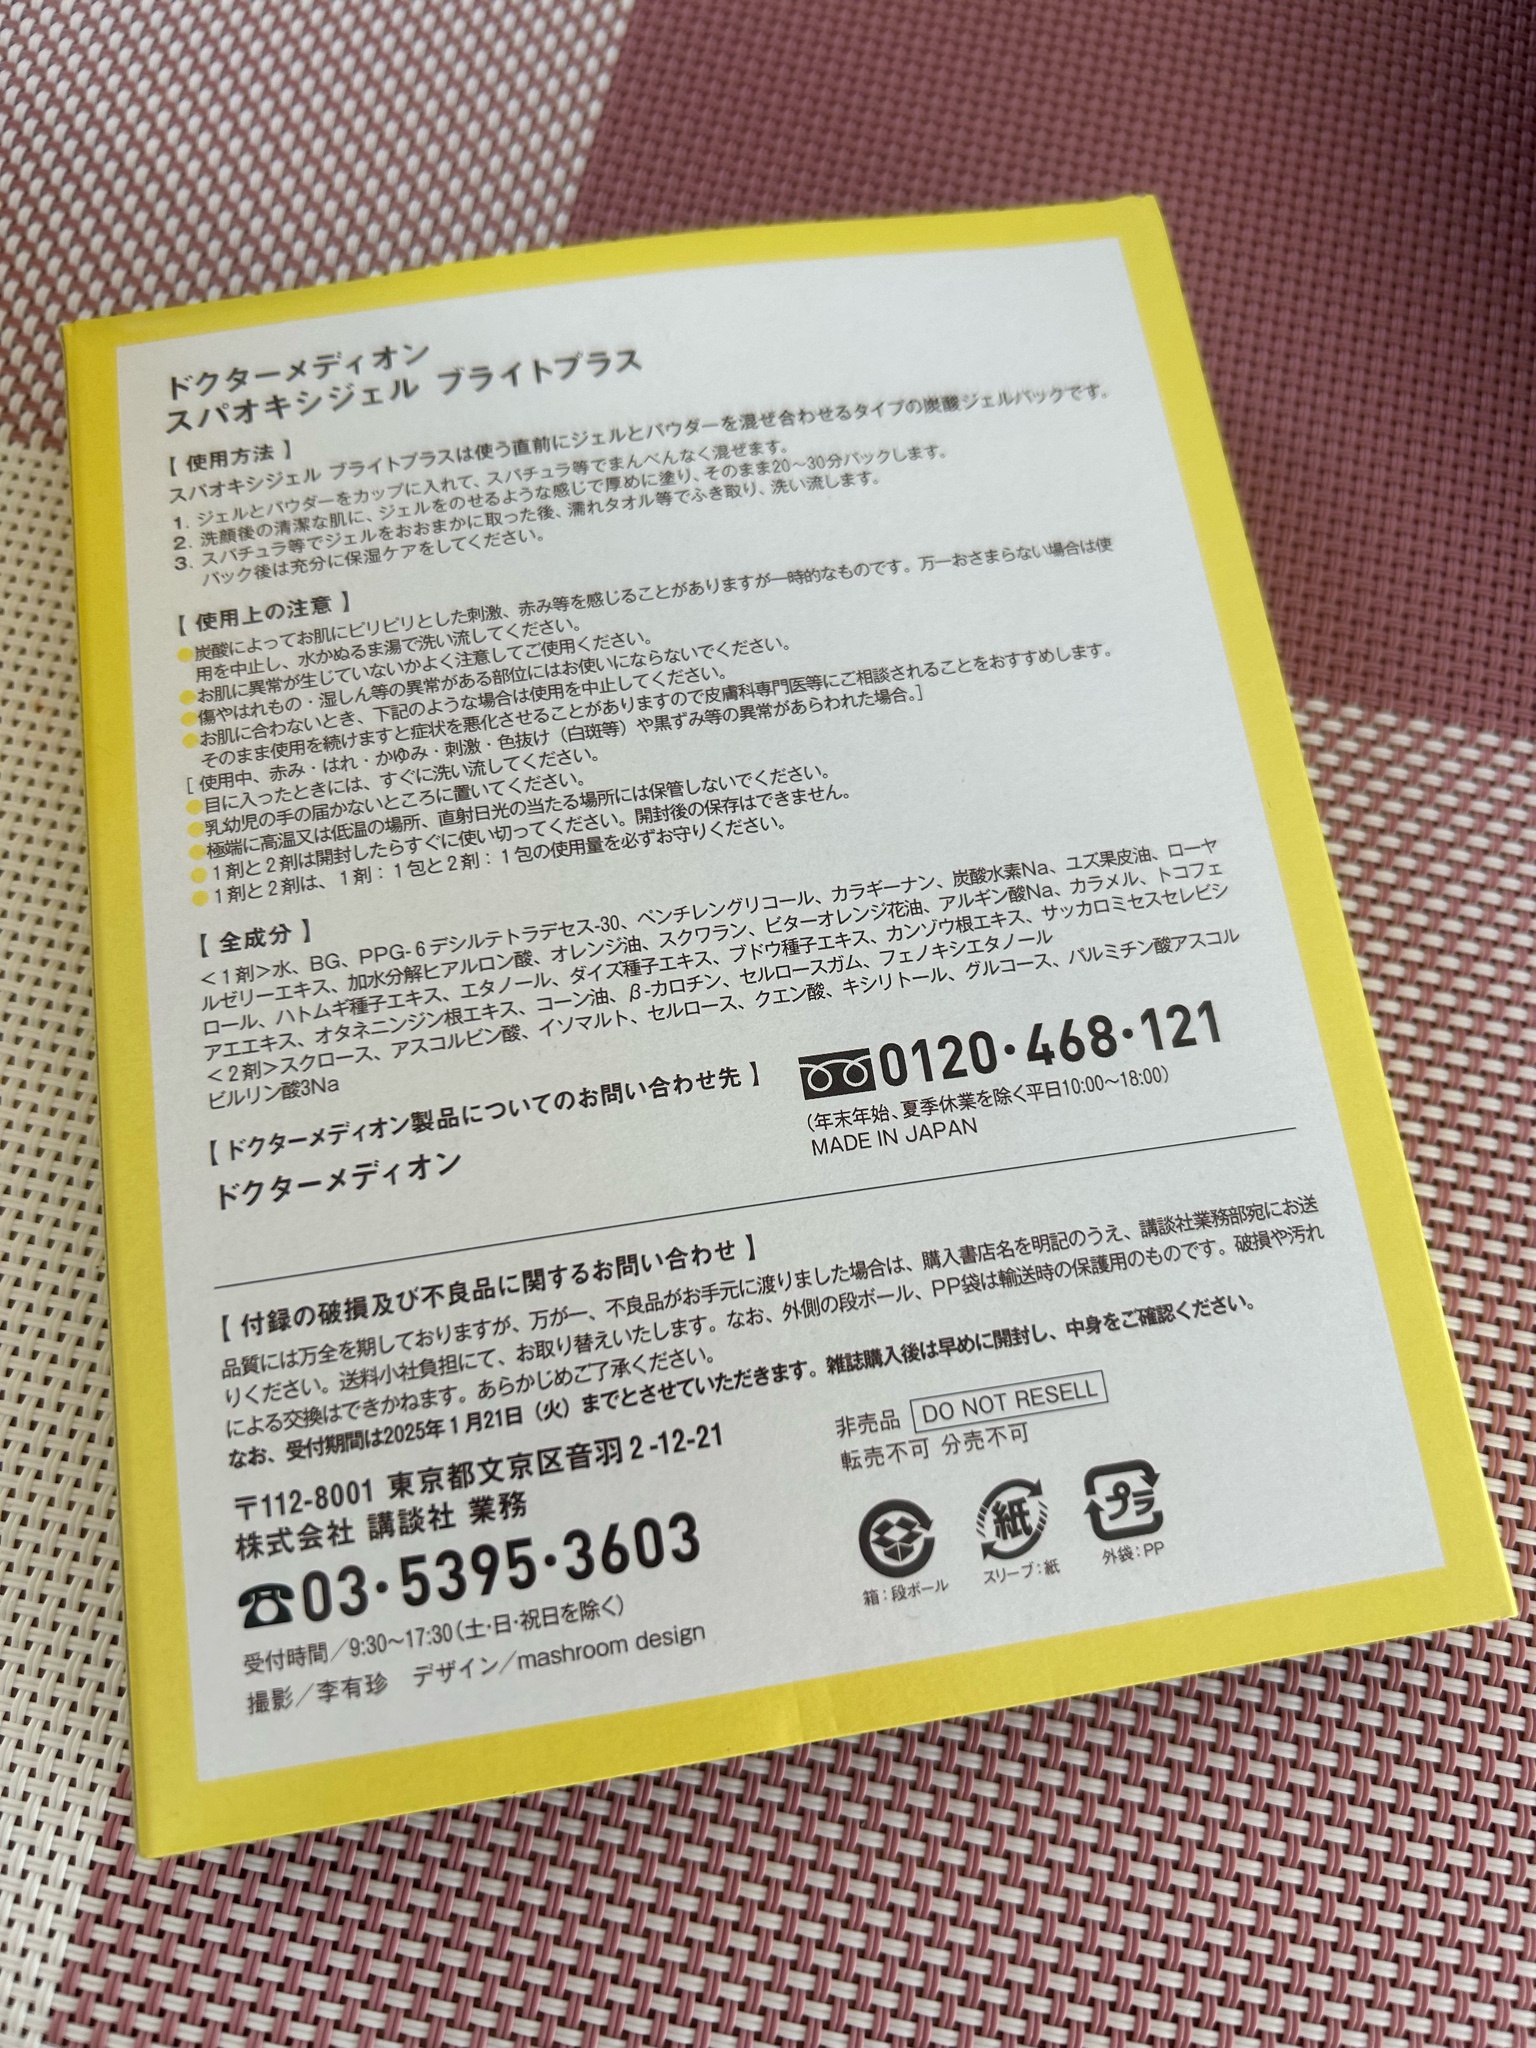 ドクターメディオン
スパオキシジェル ブライトプラス
【 使用方法 】
スパオキシジェル ブライトプラスは使う直前にジェルとパウダーを混ぜ合わせるタイプの炭酸ジェルパックです。
1. ジェルとパウダーをカップに入れて、スパチュラ等でまんべんなく混ぜます。
2. 洗顔後の清潔な肌に、ジェルをのせるような感じで厚めに塗り、そのまま20〜30分パックします。
3. スパチュラ等でジェルをおおまかに取った後、濡れタオル等でふき取り、洗い流します。
パック後は充分に保湿ケアをしてください。
【 使用上の注意 】
●炭酸によってお肌にピリピリとした刺激、赤み等を感じることがありますが一時的なものです。万一おさまらない場合は使
用を中止し、水かぬるま湯で洗い流してください。
●お肌に異常が生じていないかよく注意してご使用ください。
●傷やはれもの・湿しん等の異常がある部位にはお使いにならないでください。
●お肌に合わないとき、下記のような場合は使用を中止してください。
そのまま使用を続けますと症状を悪化させることがありますので皮膚科専門医等にご相談されることをおすすめします。
[ 使用中、赤み・はれ・かゆみ・刺激・色抜け（白斑等）や黒ずみ等の異常があらわれた場合。]
●目に入ったときには、すぐに洗い流してください。
●乳幼児の手の届かないところに置いてください。
●極端に高温又は低温の場所、直射日光の当たる場所には保管しないでください。
●1剤と2剤は開封したらすぐに使い切ってください。開封後の保存はできません。
●1剤と2剤は、1剤：1包と2剤：1包の使用量を必ずお守りください。
【 全成分 】
＜1剤＞水、BG、PPG-6デシルテトラデセス-30、ペンチレングリコール、カラギーナン、炭酸水素Na、ユズ果皮油、ローヤ
ルゼリーエキス、加水分解ヒアルロン酸、オレンジ油、スクワラン、ビターオレンジ花油、アルギン酸Na、カラメル、トコフェ
ロール、ハトムギ種子エキス、エタノール、ダイズ種子エキス、ブドウ種子エキス、カンゾウ根エキス、サッカロミセスセレビシ
アエエキス、オタネニンジン根エキス、コーン油、β-カロチン、セルロースガム、フェノキシエタノール
＜2剤＞スクロース、アスコルビン酸、イソマルト、セルロース、クエン酸、キシリトール、グルコース、パルミチン酸アスコル
ビルリン酸3Na
【 ドクターメディオン製品についてのお問い合わせ先 】
ドクターメディオン
0120・468・121
（年末年始、夏季休業を除く平日10:00〜18:00）
MADE IN JAPAN
【 付録の破損及び不良品に関するお問い合わせ 】
品質には万全を期しておりますが、万が一、不良品がお手元に渡りました場合は、購入書店名を明記のうえ、講談社業務部宛にお送
りください。送料小社負担にて、お取り替えいたします。なお、外側の段ボール、PP袋は輸送時の保護用のものです。破損や汚れ
による交換はできかねます。あらかじめご了承ください。
なお、受付期間は2025年1月21日（火）までとさせていただきます。雑誌購入後は早めに開封し、中身をご確認ください。
〒112-8001 東京都文京区音羽2-12-21
株式会社 講談社 業務
☎03・5395・3603
受付時間／9:30〜17:30（土・日・祝日を除く）
撮影／李有珍 デザイン／mashroom design
非売品 DO NOT RESELL
転売不可 分売不可
紙 プラ
箱：段ボール スリーブ：紙 外袋：PP